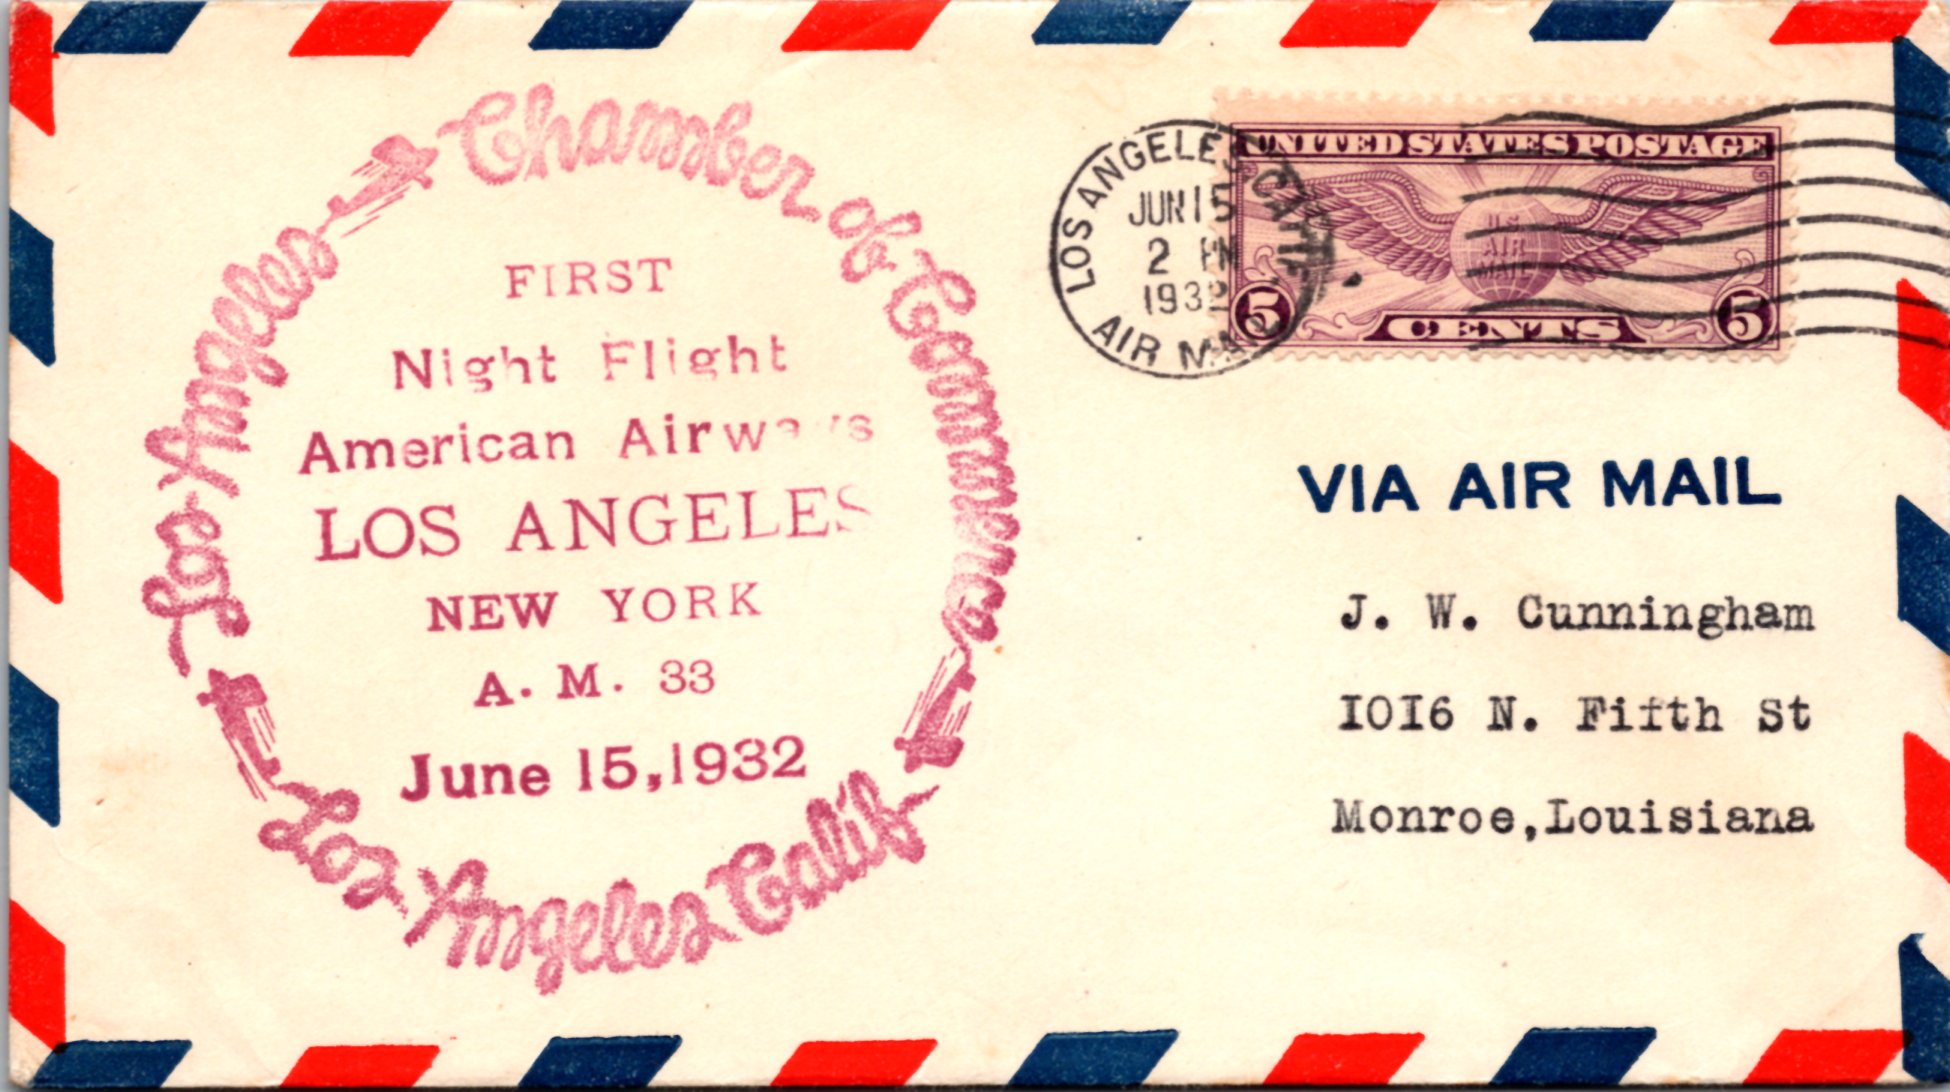 Los Angeles Chamber of Commerce
FIRST
Night Flight
American Airways
LOS ANGELES
NEW YORK
A. M. 33
June 15, 1932
Los Angeles Calif
LOS ANGELES CALIF.
JUN 15
2 PM
1932
AIR MAIL
UNITED STATES POSTAGE
U.S.
AIR
MAIL
5 CENTS 5
VIA AIR MAIL
J. W. Cunningham
IOI6 N. Fifth St
Monroe,Louisiana